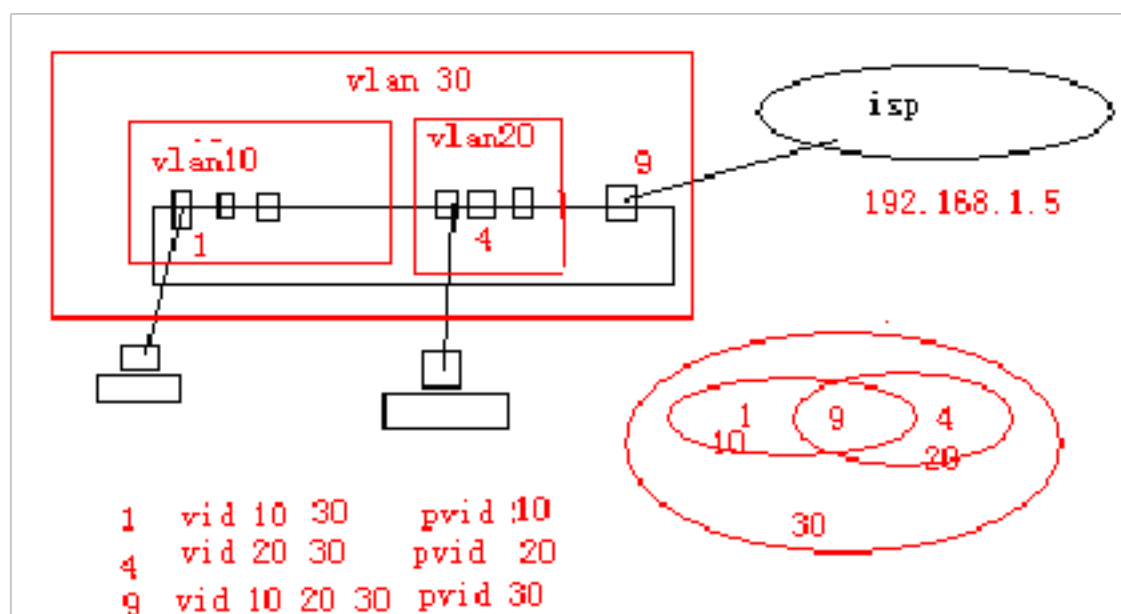 vlan 30
isp
vlan10
vlan20
9
192.168.1.5
1
4
1 9 4
10 20
30
1 vid 10 30 pvid 10
4 vid 20 30 pvid 20
9 vid 10 20 30 pvid 30